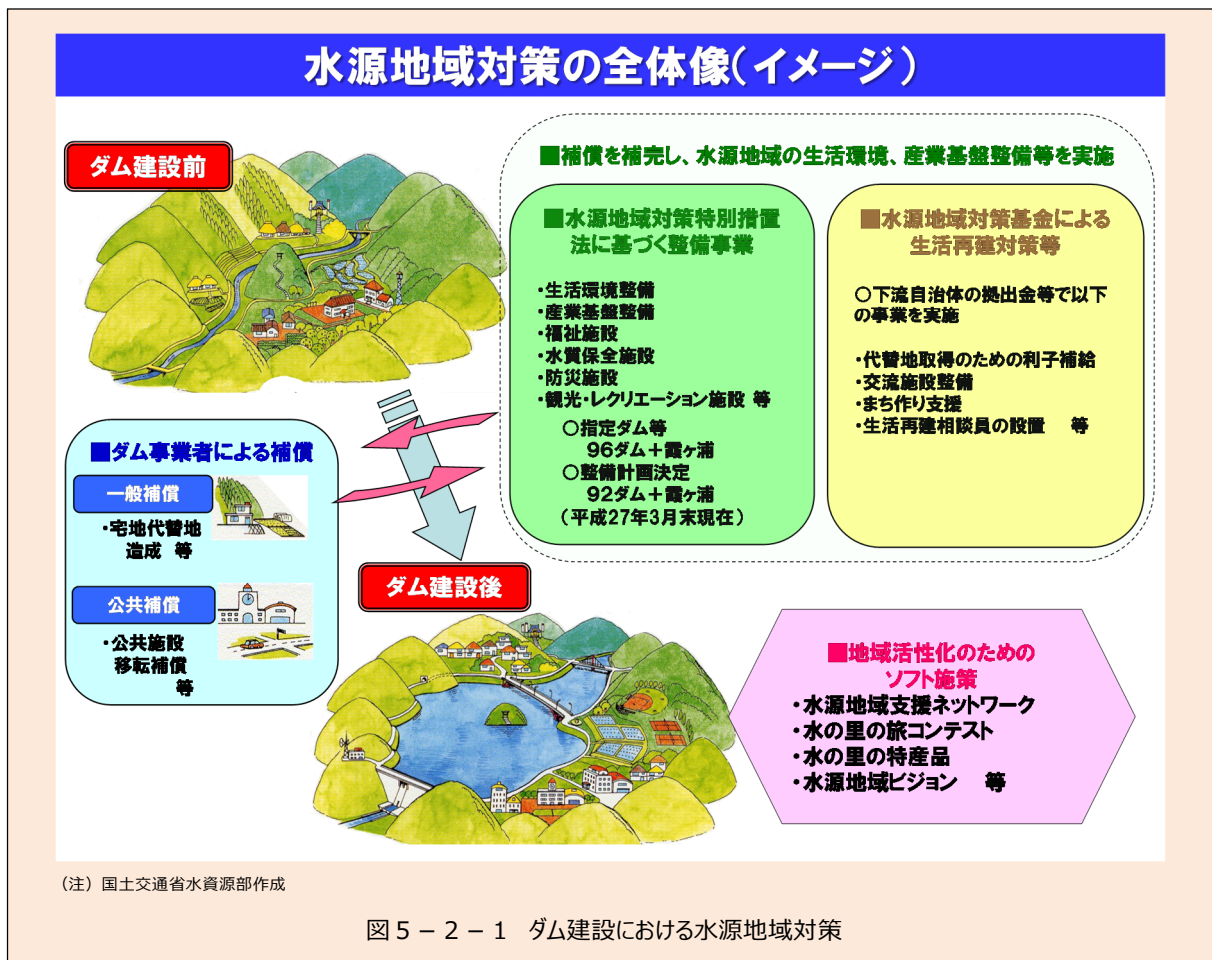 水源地域対策の全体像(イメージ)
ダム建設前
■補償を補完し、水源地域の生活環境、産業基盤整備等を実施
■水源地域対策特別措置
法に基づく整備事業
・生活環境整備
・産業基盤整備
・福祉施設
・水質保全施設
・防災施設
・観光・レクリエーション施設 等
○指定ダム等
96ダム+霞ヶ浦
○整備計画決定
92ダム+霞ヶ浦
(平成27年3月末現在)
■水源地域対策基金による
生活再建対策等
○下流自治体の拠出金等で以下
の事業を実施
・代替地取得のための利子補給
・交流施設整備
・まち作り支援
・生活再建相談員の設置 等
■ダム事業者による補償
一般補償
・宅地代替地
造成 等
公共補償
・公共施設
移転補償
等
ダム建設後
■地域活性化のための
ソフト施策
・水源地域支援ネットワーク
・水の里の旅コンテスト
・水の里の特産品
・水源地域ビジョン 等
(注)国土交通省水資源部作成
図5-2-1 ダム建設における水源地域対策